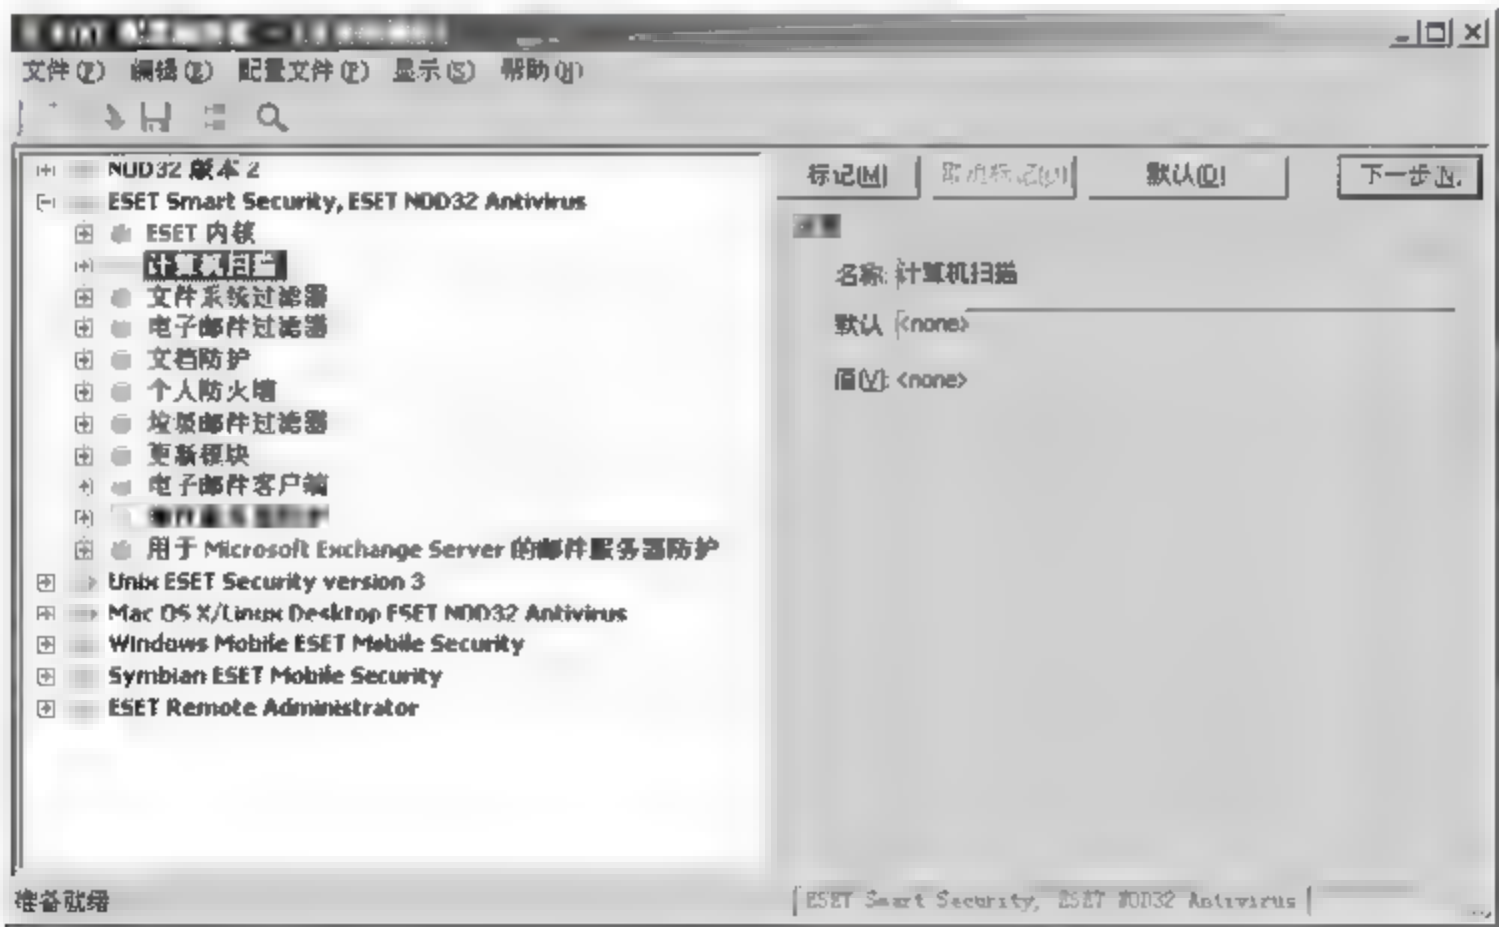 文件(F) 编辑(E) 配置文件(P) 显示(S) 帮助(H)
NOD32 版本 2
ESET Smart Security, ESET NOD32 Antivirus
ESET 内核
计算机扫描
文件系统过滤器
电子邮件过滤器
文档防护
个人防火墙
垃圾邮件过滤器
更新模块
电子邮件客户端
用于 Microsoft Exchange Server 的邮件服务器防护
Unix ESET Security version 3
Mac OS X/Linux Desktop ESET NOD32 Antivirus
Windows Mobile ESET Mobile Security
Symbian ESET Mobile Security
ESET Remote Administrator
标记(M) 取消标记(U) 默认(D) 下一步(N)
名称: 计算机扫描
默认 <none>
值(V): <none>
准备就绪
ESET Smart Security, ESET NOD32 Antivirus